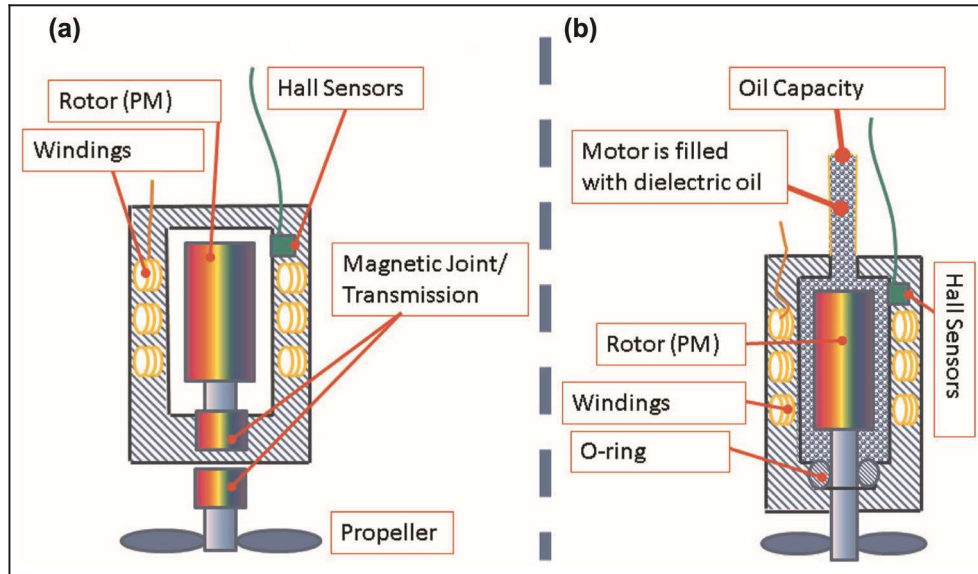 (a)
Rotor (PM)
Hall Sensors
Windings
Magnetic Joint/
Transmission
Propeller
(b)
Oil Capacity
Motor is filled
with dielectric oil
Hall Sensors
Rotor (PM)
Windings
O-ring